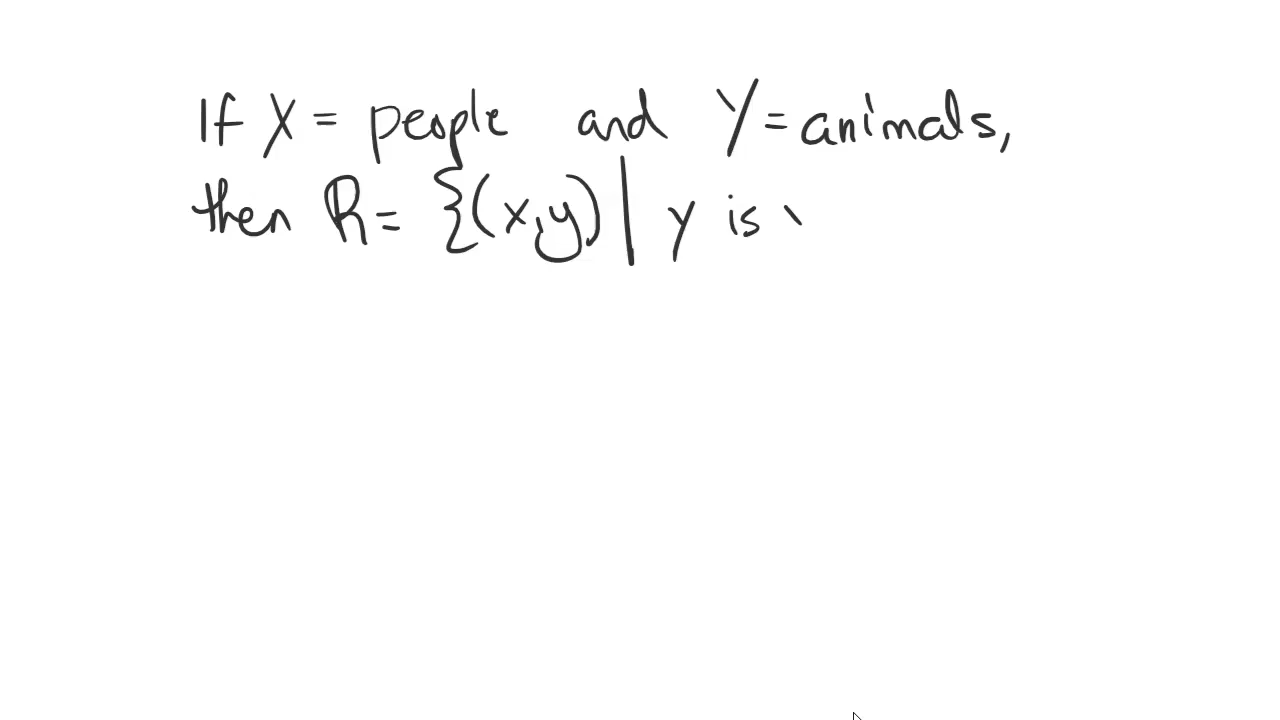 If X = people and Y = animals,
then R = {(x,y) | y is